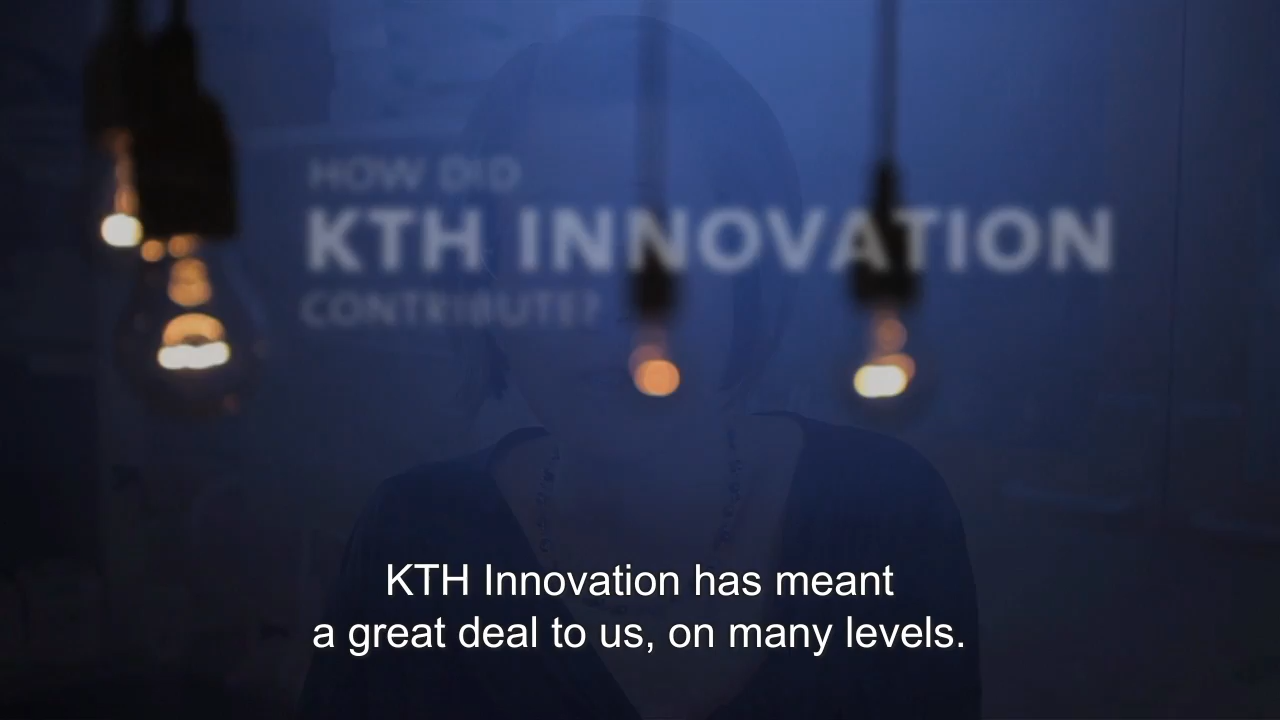 HOW DID
KTH INNOVATION
CONTRIBUTE?
KTH Innovation has meant
a great deal to us, on many levels.